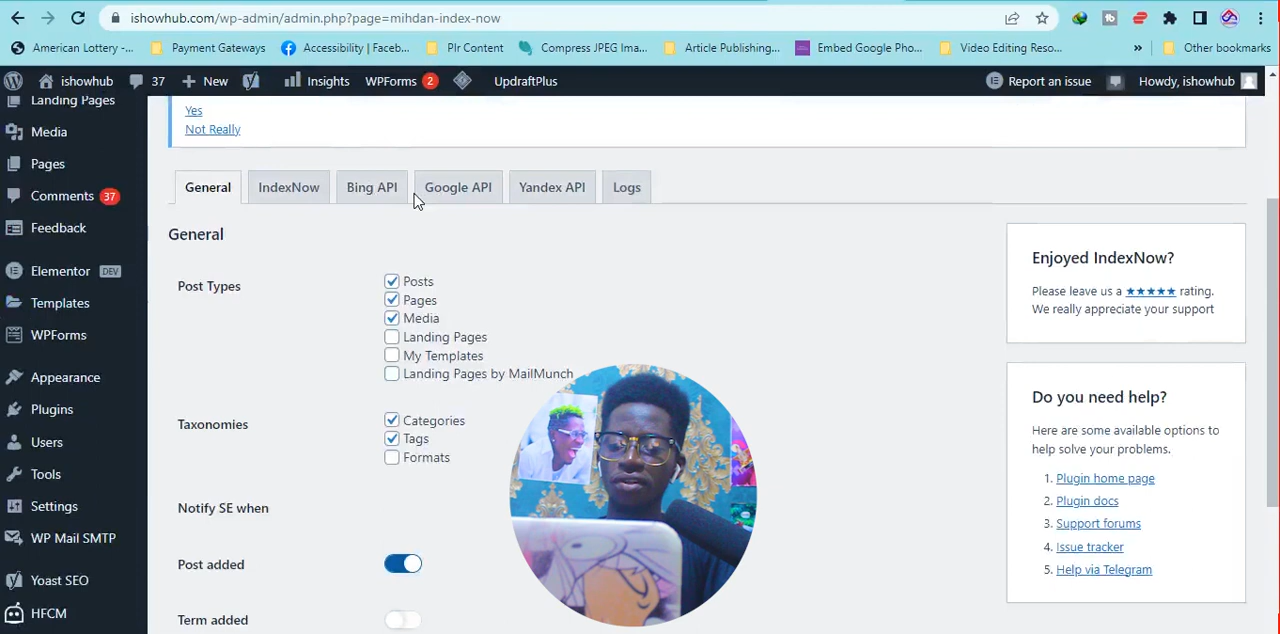 ishowhub.com/wp-admin/admin.php?page=mihdan-index-now
American Lottery -... Payment Gateways Accessibility | Faceb... Plr Content Compress JPEG Ima... Article Publishing... Embed Google Pho... Video Editing Reso... » Other bookmarks
ishowhub 37 + New Insights WPForms 2 UpdraftPlus Report an issue Howdy, ishowhub
Landing Pages
Media
Pages
Comments 37
Feedback
Elementor DEV
Templates
WPForms
Appearance
Plugins
Users
Tools
Settings
WP Mail SMTP
Yoast SEO
HFCM
Yes
Not Really
General IndexNow Bing API Google API Yandex API Logs
General
Post Types
Posts
Pages
Media
Landing Pages
My Templates
Landing Pages by MailMunch
Taxonomies
Categories
Tags
Formats
Notify SE when
Post added
Term added
Enjoyed IndexNow?
Please leave us a ★★★★★ rating.
We really appreciate your support
Do you need help?
Here are some available options to
help solve your problems.
1. Plugin home page
2. Plugin docs
3. Support forums
4. Issue tracker
5. Help via Telegram